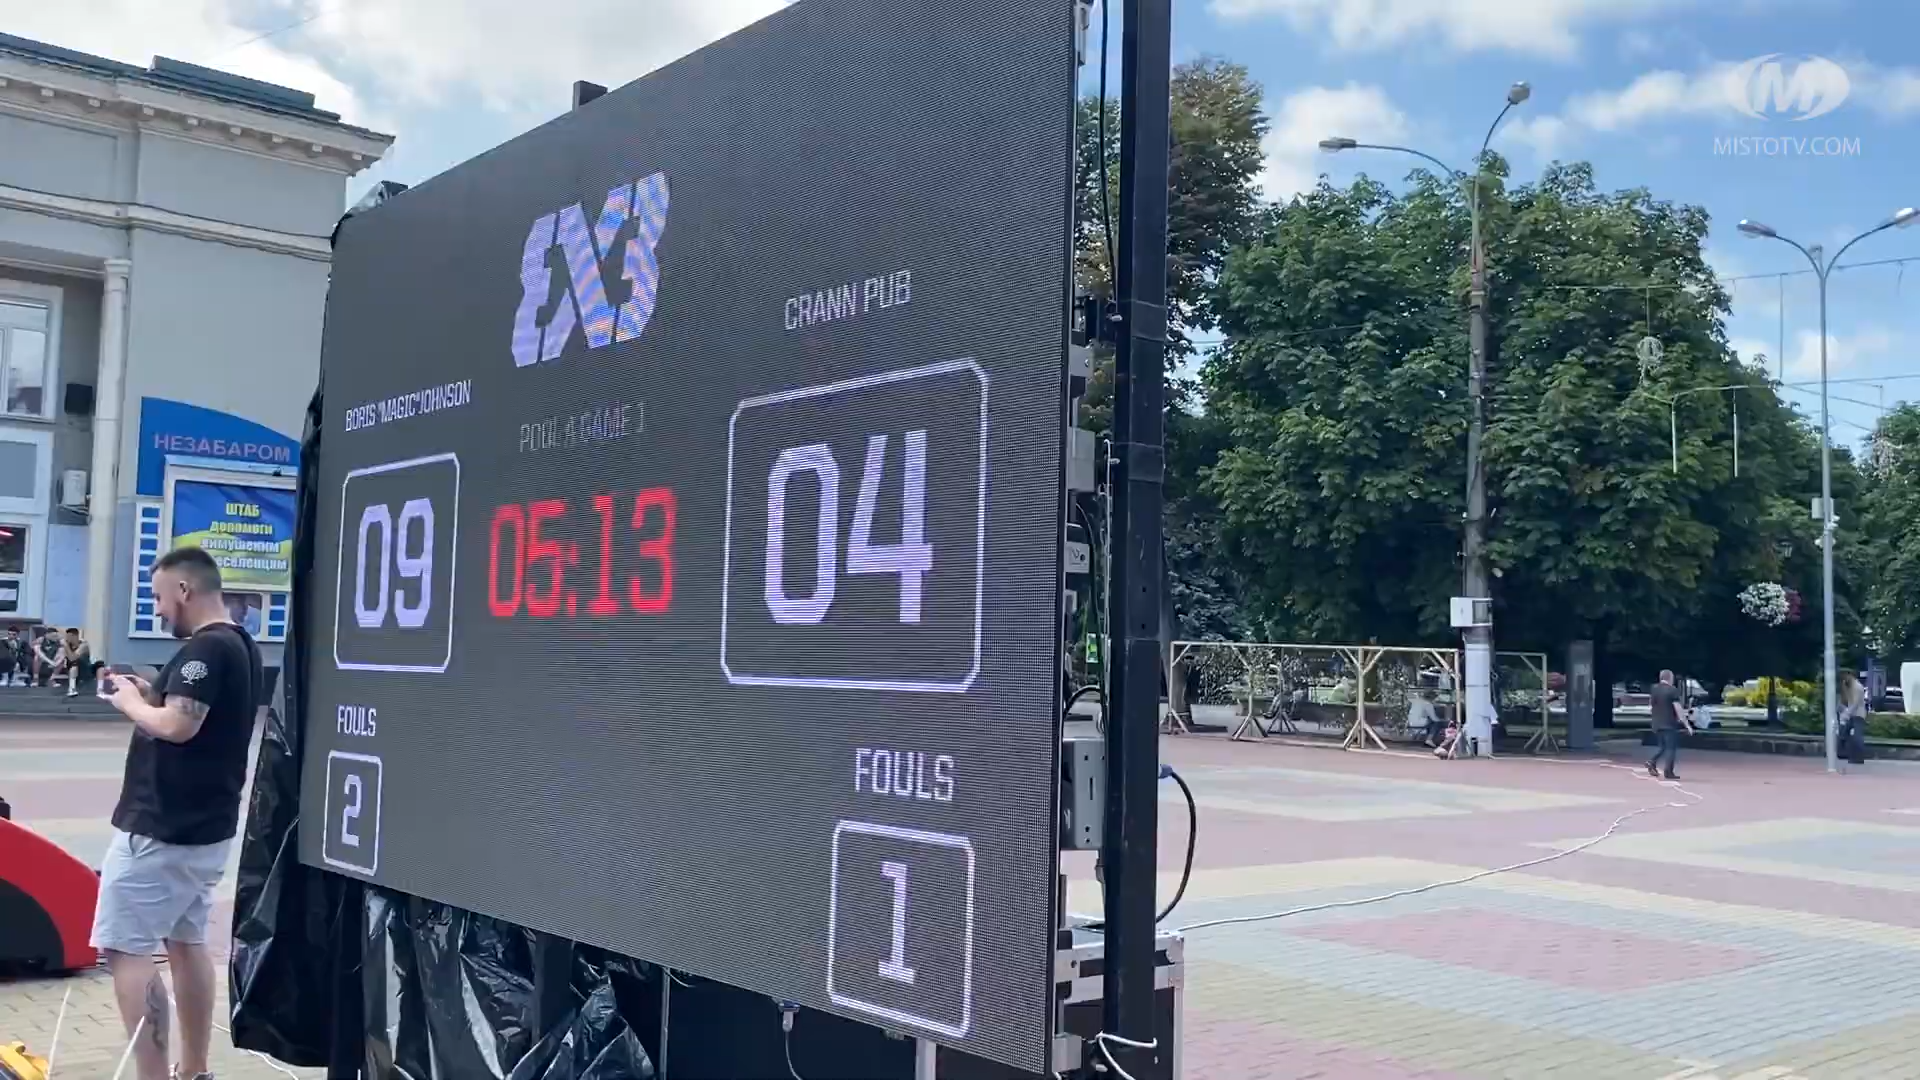 MISTOTV.COM
3X3
CRANN PUB
BORIS "MAGIC"JOHNSON
POOL A GAME 1
09
05:13
04
FOULS
2
FOULS
1
НЕЗАБАРОМ
ШТАБ
допомоги
вимушеним